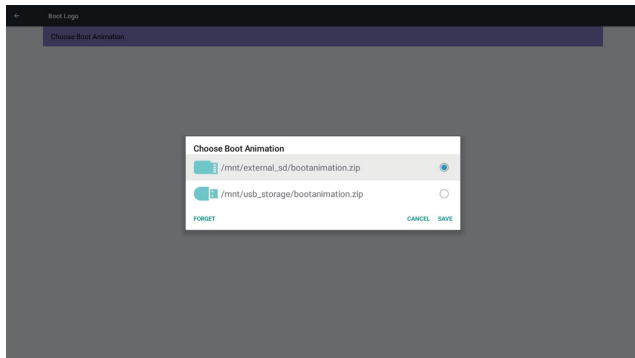 Boot Logo
Choose Boot Animation
Choose Boot Animation
/mnt/external_sd/bootanimation.zip
/mnt/usb_storage/bootanimation.zip
FORGET CANCEL SAVE